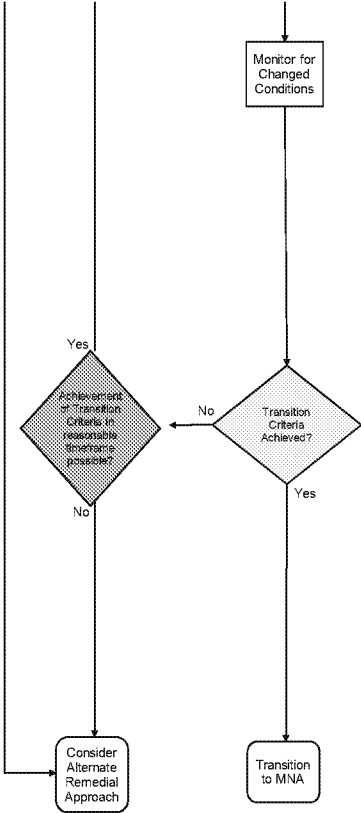 Monitor for
Changed
Conditions
Yes
Achievement
of Transition
Criteria in
reasonable
timeframe
possible?
No
Transition
Criteria
Achieved?
No
Yes
Consider
Alternate
Remedial
Approach
Transition
to MNA